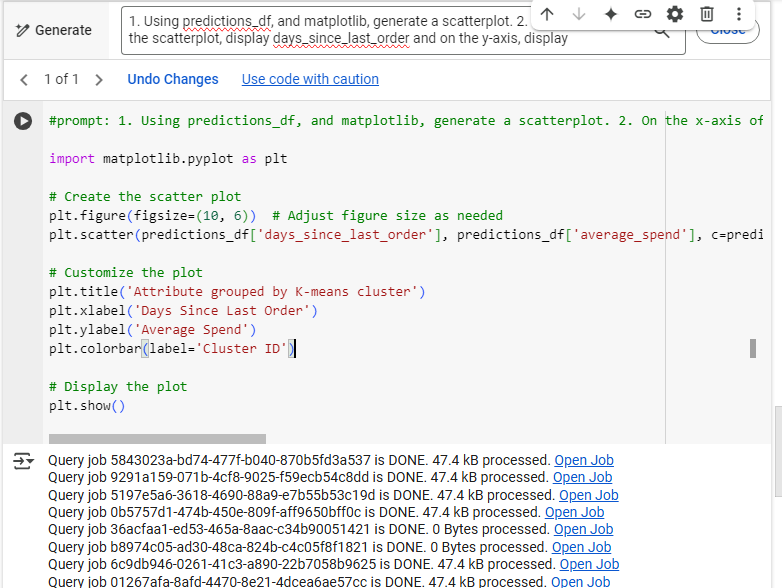 Generate
1. Using predictions_df, and matplotlib, generate a scatterplot. 2.
the scatterplot, display days_since_last_order and on the y-axis, display
Close
1 of 1
Undo Changes
Use code with caution
#prompt: 1. Using predictions_df, and matplotlib, generate a scatterplot. 2. On the x-axis of
import matplotlib.pyplot as plt
# Create the scatter plot
plt.figure(figsize=(10, 6))  # Adjust figure size as needed
plt.scatter(predictions_df['days_since_last_order'], predictions_df['average_spend'], c=predi
# Customize the plot
plt.title('Attribute grouped by K-means cluster')
plt.xlabel('Days Since Last Order')
plt.ylabel('Average Spend')
plt.colorbar(label='Cluster ID')
# Display the plot
plt.show()
Query job 5843023a-bd74-477f-b040-870b5fd3a537 is DONE. 47.4 kB processed. Open Job
Query job 9291a159-071b-4cf8-9025-f59ecb54c8dd is DONE. 47.4 kB processed. Open Job
Query job 5197e5a6-3618-4690-88a9-e7b55b53c19d is DONE. 47.4 kB processed. Open Job
Query job 0b5757d1-474b-450e-809f-aff9650bff0c is DONE. 47.4 kB processed. Open Job
Query job 36acfaa1-ed53-465a-8aac-c34b90051421 is DONE. 0 Bytes processed. Open Job
Query job b8974c05-ad30-48ca-824b-c4c05f8f1821 is DONE. 0 Bytes processed. Open Job
Query job 6c9db946-0261-41c3-a890-22b7058b9625 is DONE. 47.4 kB processed. Open Job
Query job 01267afa-8afd-4470-8e21-4dcea6ae57cc is DONE. 47.4 kB processed. Open Job